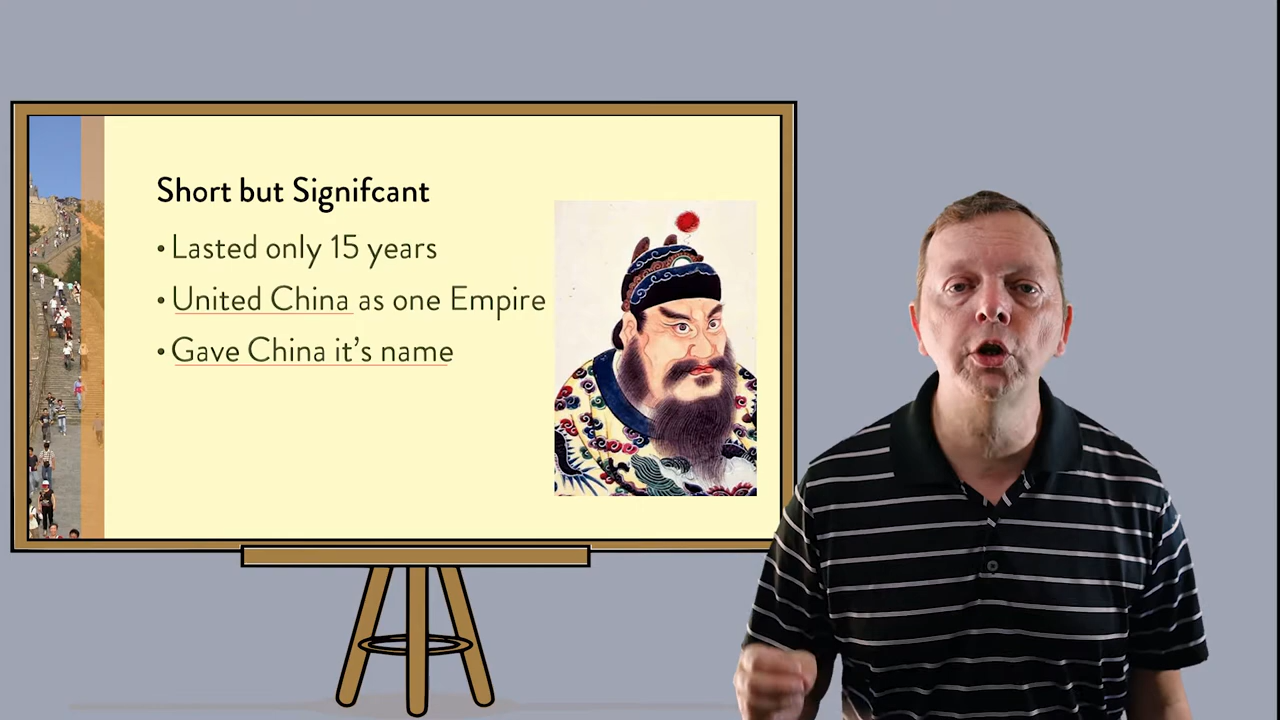 Short but Signifcant
• Lasted only 15 years
• United China as one Empire
• Gave China it's name